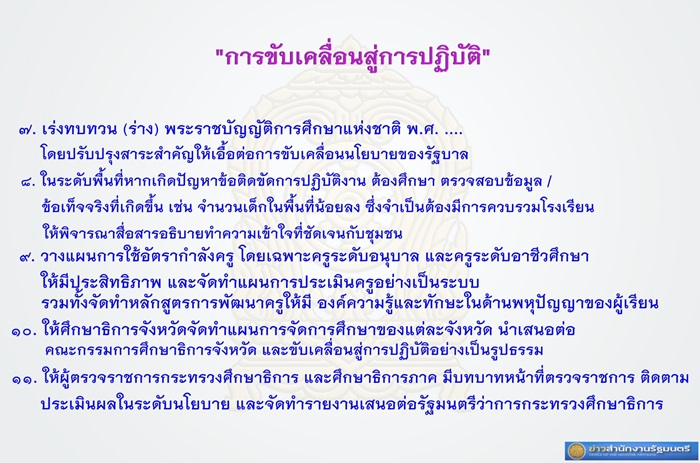 "การขับเคลื่อนสู่การปฏิบัติ"
๗. เร่งทบทวน (ร่าง) พระราชบัญญัติการศึกษาแห่งชาติ พ.ศ. ....
โดยปรับปรุงสาระสำคัญให้เอื้อต่อการขับเคลื่อนนโยบายของรัฐบาล
๘. ในระดับพื้นที่หากเกิดปัญหาข้อติดขัดการปฏิบัติงาน ต้องศึกษา ตรวจสอบข้อมูล /
ข้อเท็จจริงที่เกิดขึ้น เช่น จำนวนเด็กในพื้นที่น้อยลง ซึ่งจำเป็นต้องมีการควบรวมโรงเรียน
ให้พิจารณาสื่อสารอธิบายทำความเข้าใจที่ชัดเจนกับชุมชน
๙. วางแผนการใช้อัตรากำลังครู โดยเฉพาะครูระดับอนุบาล และครูระดับอาชีวศึกษา
ให้มีประสิทธิภาพ และจัดทำแผนการประเมินครูอย่างเป็นระบบ
รวมทั้งจัดทำหลักสูตรการพัฒนาครูให้มี องค์ความรู้และทักษะในด้านพหุปัญญาของผู้เรียน
๑๐. ให้ศึกษาธิการจังหวัดจัดทำแผนการจัดการศึกษาของแต่ละจังหวัด นำเสนอต่อ
คณะกรรมการศึกษาธิการจังหวัด และขับเคลื่อนสู่การปฏิบัติอย่างเป็นรูปธรรม
๑๑. ให้ผู้ตรวจราชการกระทรวงศึกษาธิการ และศึกษาธิการภาค มีบทบาทหน้าที่ตรวจราชการ ติดตาม
ประเมินผลในระดับนโยบาย และจัดทำรายงานเสนอต่อรัฐมนตรีว่าการกระทรวงศึกษาธิการ
ข่าวสำนักงานรัฐมนตรี